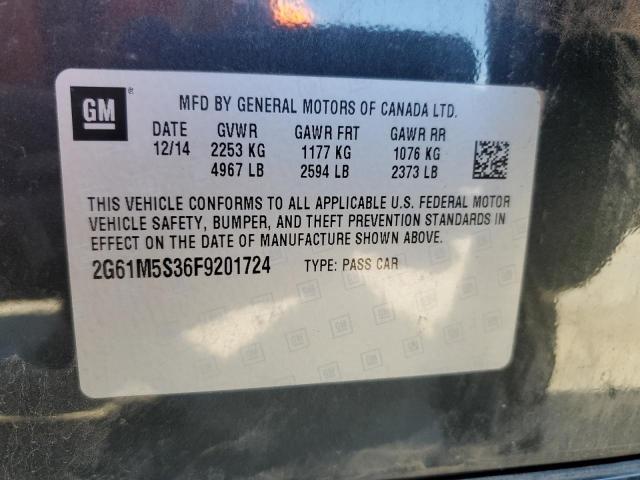 GM
MFD BY GENERAL MOTORS OF CANADA LTD.
DATE GVWR GAWR FRT GAWR RR
12/14 2253 KG 1177 KG 1076 KG
4967 LB 2594 LB 2373 LB
THIS VEHICLE CONFORMS TO ALL APPLICABLE U.S. FEDERAL MOTOR
VEHICLE SAFETY, BUMPER, AND THEFT PREVENTION STANDARDS IN
EFFECT ON THE DATE OF MANUFACTURE SHOWN ABOVE.
2G61M5S36F9201724 TYPE: PASS CAR